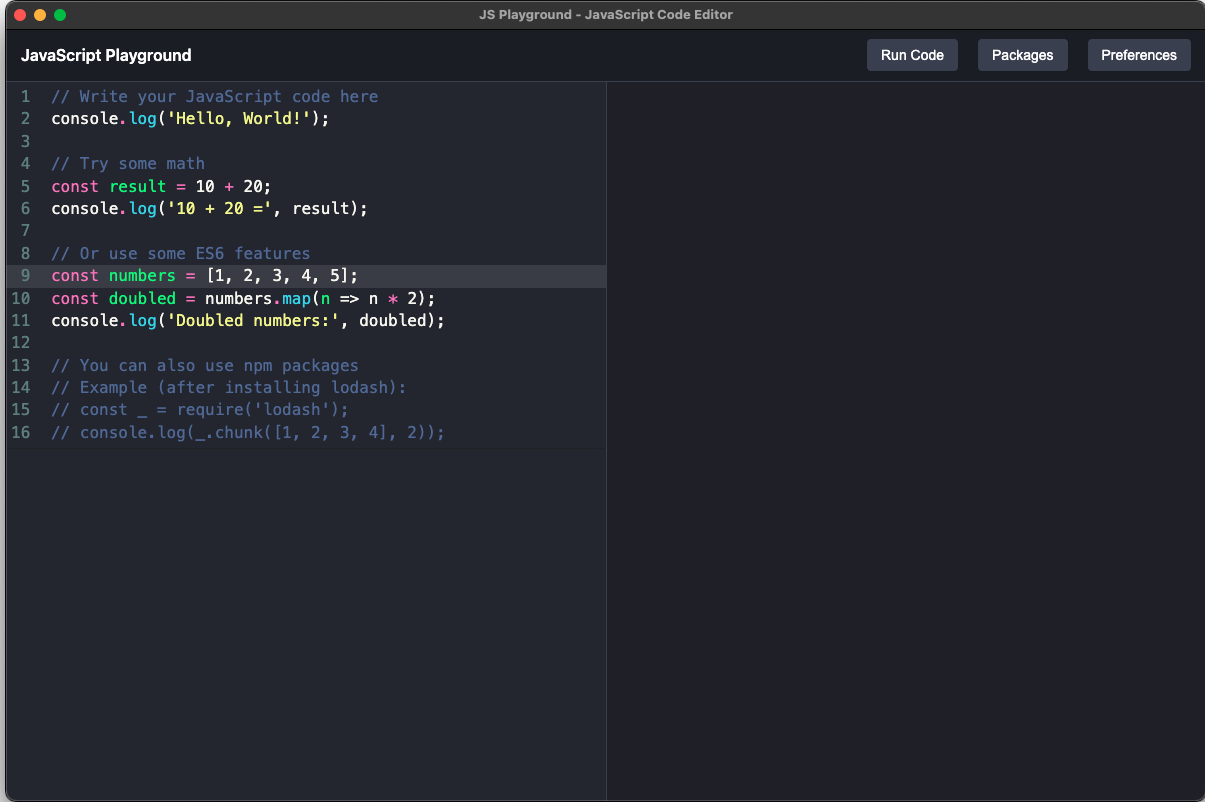 JS Playground - JavaScript Code Editor
JavaScript Playground
Run Code
Packages
Preferences
1 // Write your JavaScript code here
2 console.log('Hello, World!');
3
4 // Try some math
5 const result = 10 + 20;
6 console.log('10 + 20 =', result);
7
8 // Or use some ES6 features
9 const numbers = [1, 2, 3, 4, 5];
10 const doubled = numbers.map(n => n * 2);
11 console.log('Doubled numbers:', doubled);
12
13 // You can also use npm packages
14 // Example (after installing lodash):
15 // const _ = require('lodash');
16 // console.log(_.chunk([1, 2, 3, 4], 2));